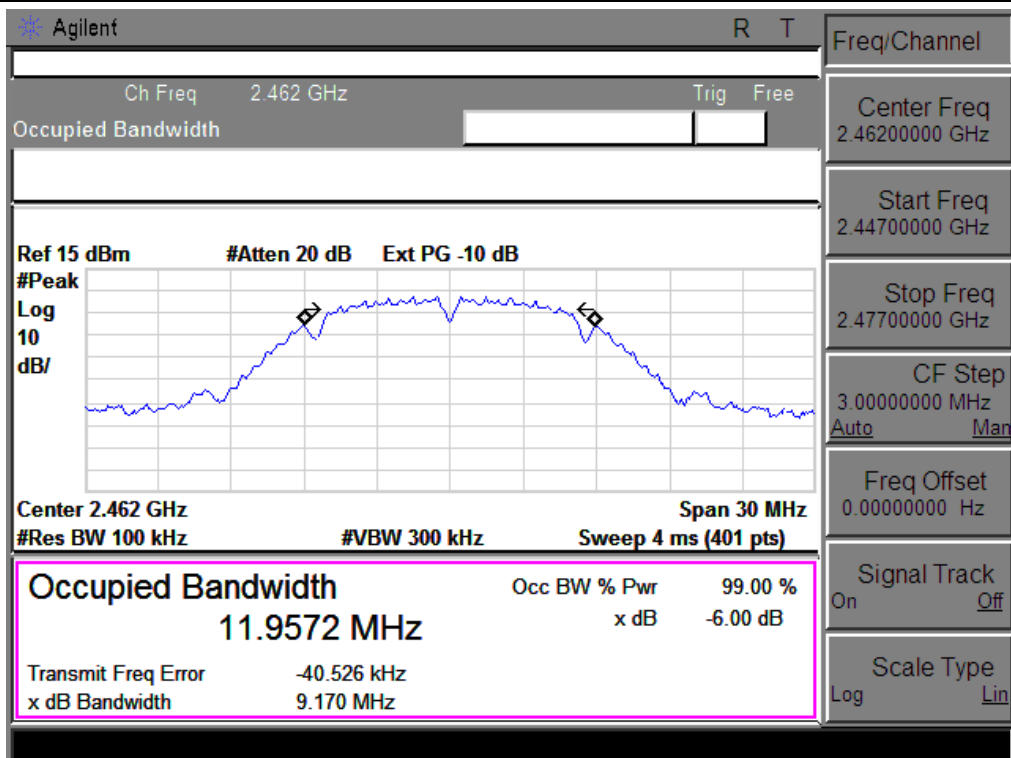 Agilent R T
Ch Freq 2.462 GHz Trig Free
Occupied Bandwidth
Ref 15 dBm #Atten 20 dB Ext PG -10 dB
#Peak
Log
10
dB/
Center 2.462 GHz Span 30 MHz
#Res BW 100 kHz #VBW 300 kHz Sweep 4 ms (401 pts)
Occupied Bandwidth Occ BW % Pwr 99.00 %
11.9572 MHz x dB -6.00 dB
Transmit Freq Error -40.526 kHz
x dB Bandwidth 9.170 MHz
Freq/Channel
Center Freq
2.46200000 GHz
Start Freq
2.44700000 GHz
Stop Freq
2.47700000 GHz
CF Step
3.00000000 MHz
Auto Man
Freq Offset
0.00000000 Hz
Signal Track
On Off
Scale Type
Log Lin